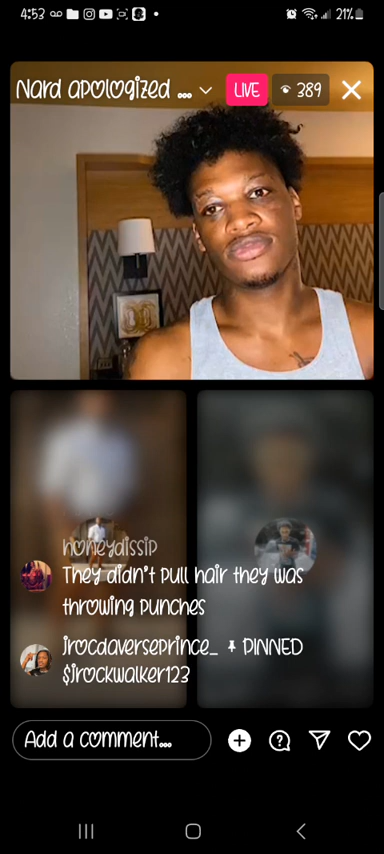 4:53
21%
Nard apologized ...
LIVE
389
honeydissip
They didn't pull hair they was
throwing punches
jrocdaverseprince_ PINNED
$jrockwalker123
Add a comment...